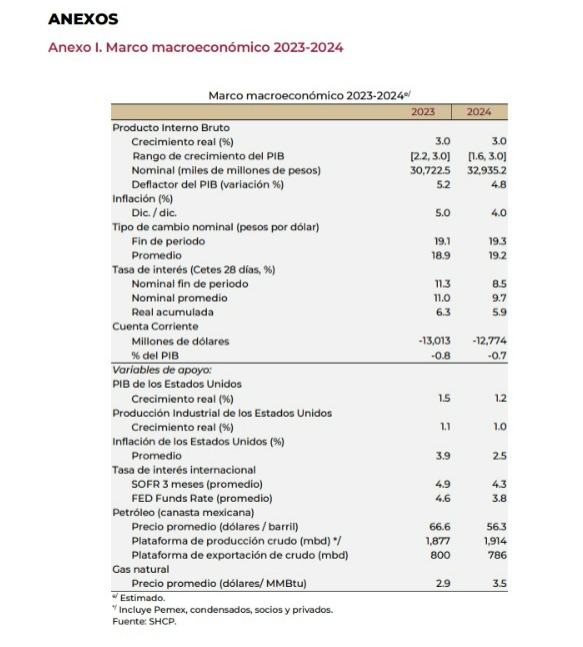 ANEXOS
Anexo I. Marco macroeconómico 2023-2024
Marco macroeconómico 2023-2024e/
2023 2024
Producto Interno Bruto
Crecimiento real (%) 3.0 3.0
Rango de crecimiento del PIB [2.2, 3.0] [1.6, 3.0]
Nominal (miles de millones de pesos) 30,722.5 32,935.2
Deflactor del PIB (variación %) 5.2 4.8
Inflación (%)
Dic. / dic. 5.0 4.0
Tipo de cambio nominal (pesos por dólar)
Fin de periodo 19.1 19.3
Promedio 18.9 19.2
Tasa de interés (Cetes 28 días, %)
Nominal fin de periodo 11.3 8.5
Nominal promedio 11.0 9.7
Real acumulada 6.3 5.9
Cuenta Corriente
Millones de dólares -13,013 -12,774
% del PIB -0.8 -0.7
Variables de apoyo:
PIB de los Estados Unidos
Crecimiento real (%) 1.5 1.2
Producción Industrial de los Estados Unidos
Crecimiento real (%) 1.1 1.0
Inflación de los Estados Unidos (%)
Promedio 3.9 2.5
Tasa de interés internacional
SOFR 3 meses (promedio) 4.9 4.3
FED Funds Rate (promedio) 4.6 3.8
Petróleo (canasta mexicana)
Precio promedio (dólares / barril) 66.6 56.3
Plataforma de producción crudo (mbd) */ 1,877 1,914
Plataforma de exportación de crudo (mbd) 800 786
Gas natural
Precio promedio (dólares/ MMBtu) 2.9 3.5
e/ Estimado.
*/ Incluye Pemex, condensados, socios y privados.
Fuente: SHCP.